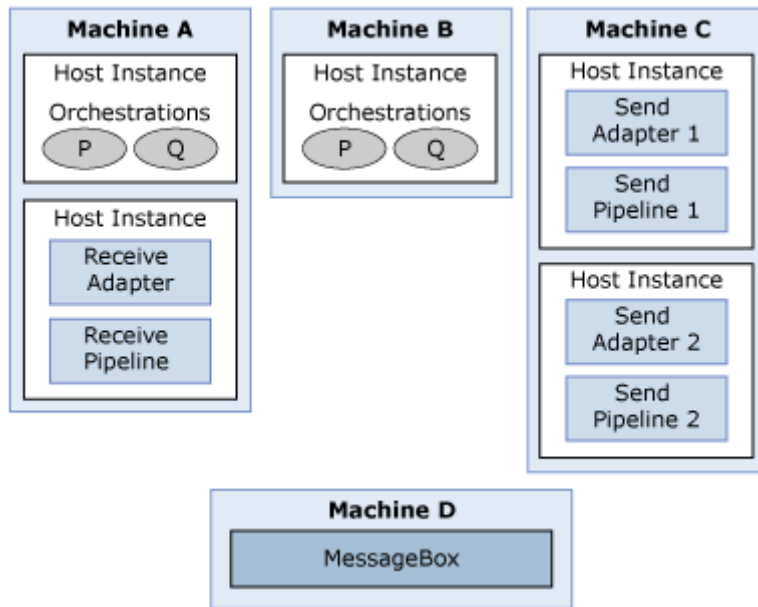 Machine A
Host Instance
Orchestrations
P Q
Host Instance
Receive
Adapter
Receive
Pipeline
Machine B
Host Instance
Orchestrations
P Q
Machine C
Host Instance
Send
Adapter 1
Send
Pipeline 1
Host Instance
Send
Adapter 2
Send
Pipeline 2
Machine D
MessageBox